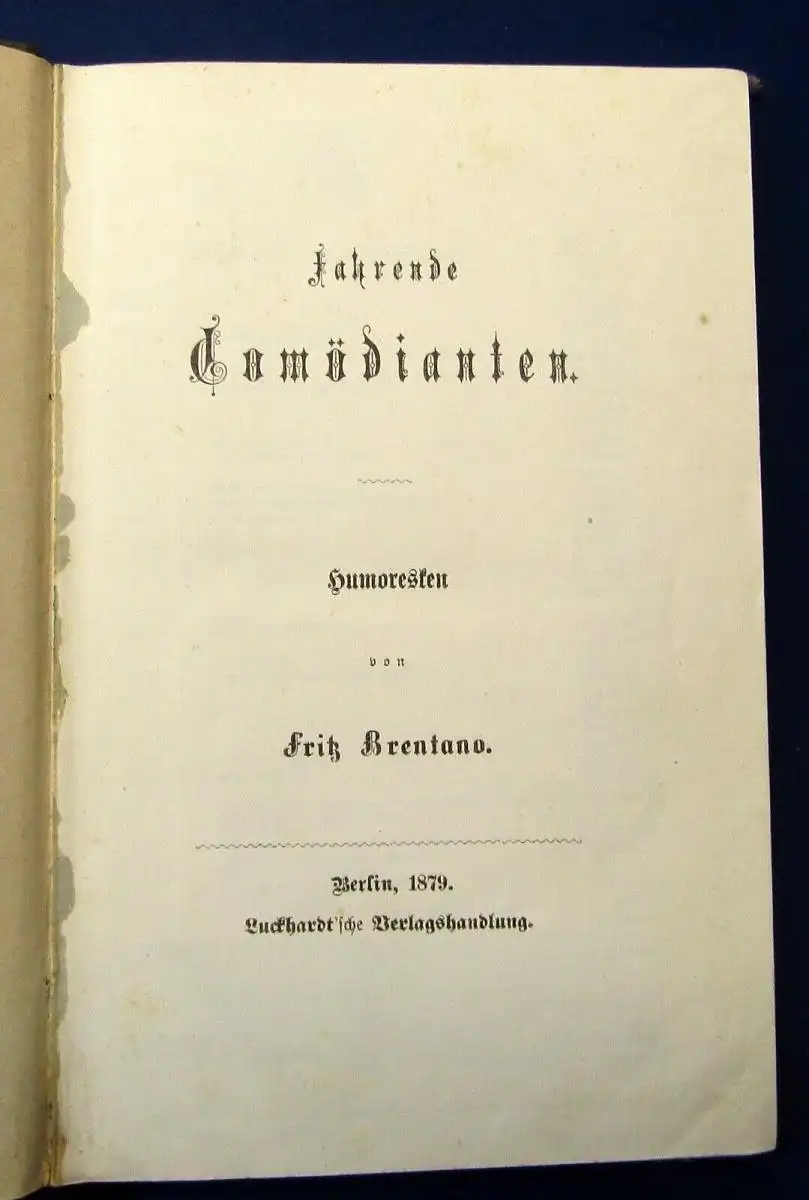 Fahrende
Comödianten.
Humoresken
von
Fritz Brentano.
Berlin, 1879.
Luckhardt'sche Verlagshandlung.